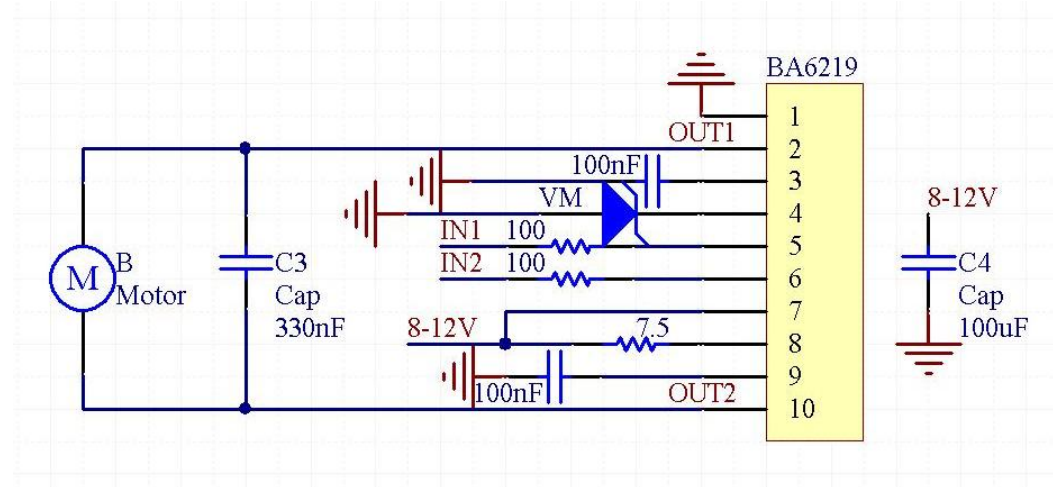 BA6219
1
OUT1
2
100nF
3
VM
4
8-12V
IN1 100
5
IN2 100
6
M
B
Motor
C3
Cap
330nF
C4
Cap
100uF
7
8-12V
7.5
8
9
100nF
OUT2
10